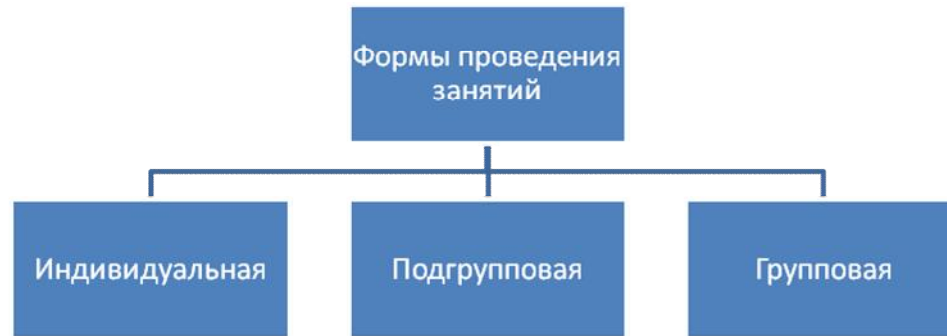 Формы проведения
занятий
Индивидуальная
Подгрупповая
Групповая